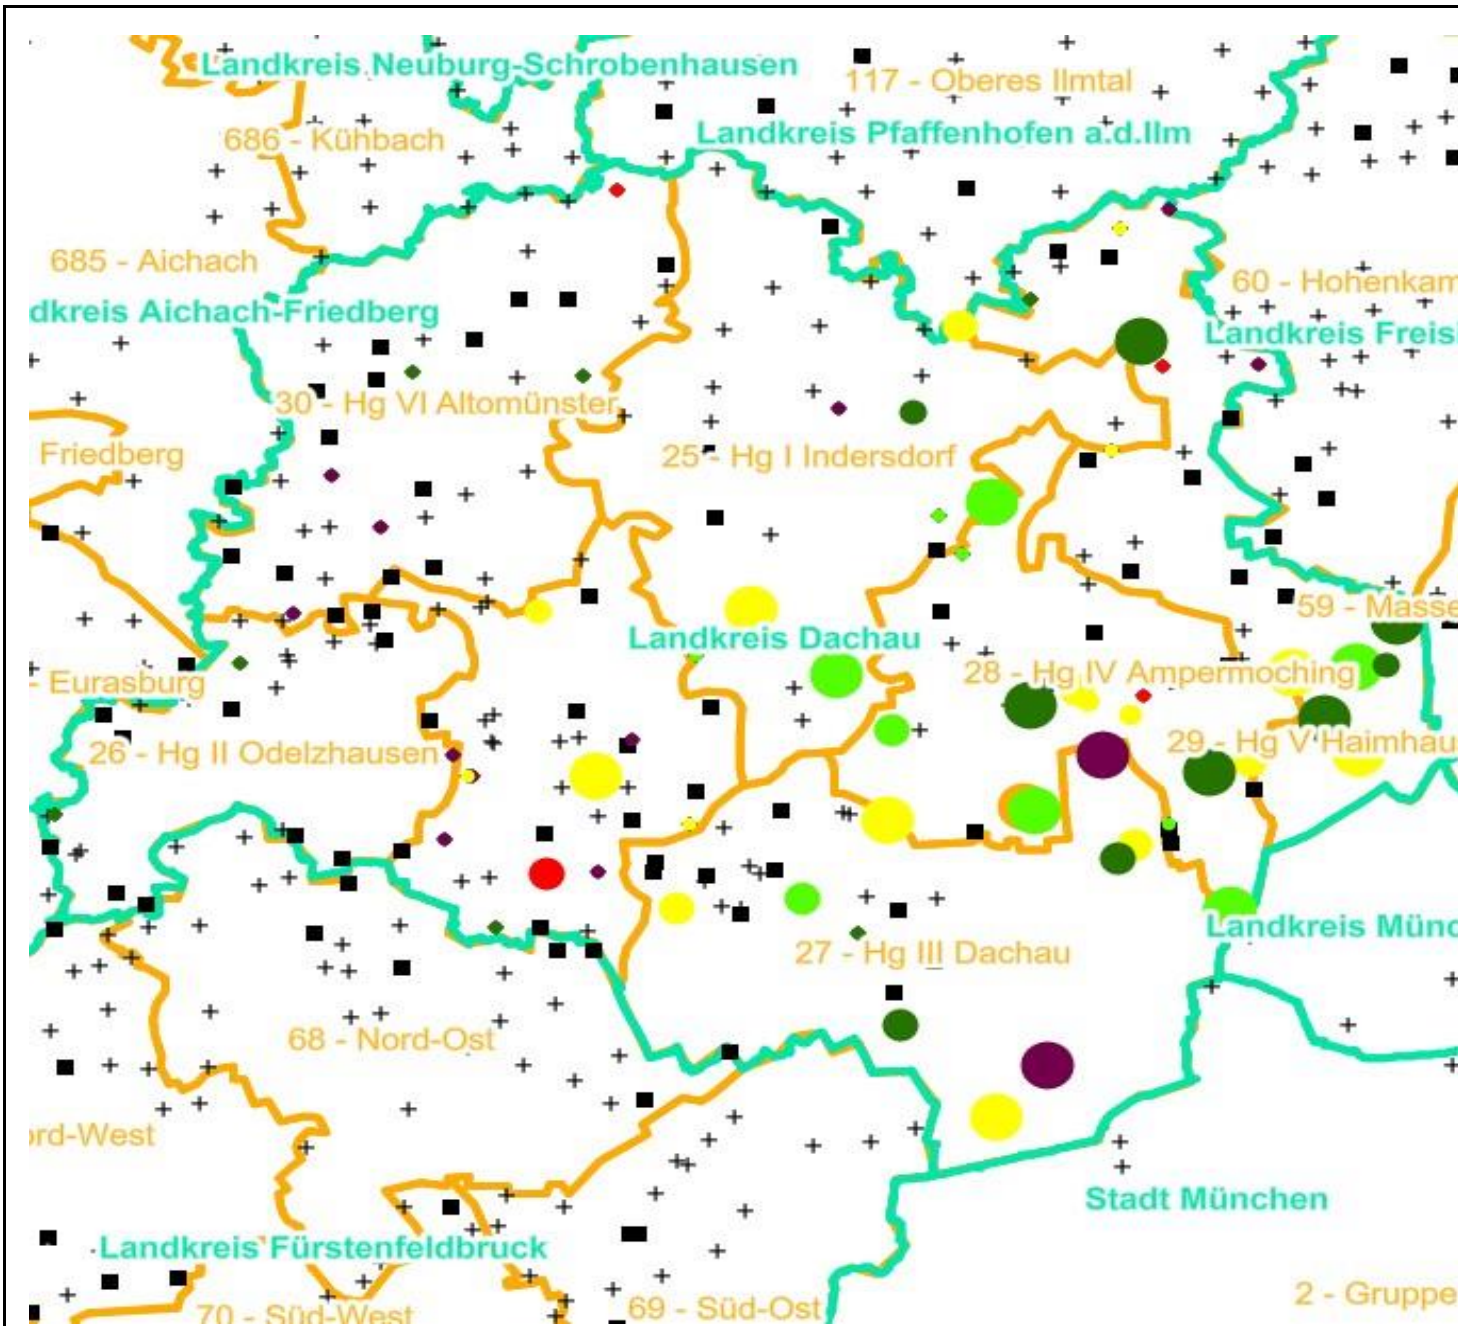 Landkreis Neuburg-Schrobenhausen
117 - Oberes Ilmtal
686 - Kühbach
Landkreis Pfaffenhofen a.d.Ilm
685 - Aichach
60 - Hohenkam
dkreis Aichach-Friedberg
Landkreis Freisi
30 - Hg VI Altomünster
Friedberg
25 - Hg I Indersdorf
59 - Masse
Landkreis Dachau
- Eurasburg
28 - Hg IV Ampermoching
26 - Hg II Odelzhausen
29 - Hg V Haimhau
Landkreis Münc
27 - Hg III Dachau
68 - Nord-Ost
ord-West
Stadt München
Landkreis Fürstenfeldbruck
2 - Gruppe
70 - Süd-West
69 - Süd-Ost